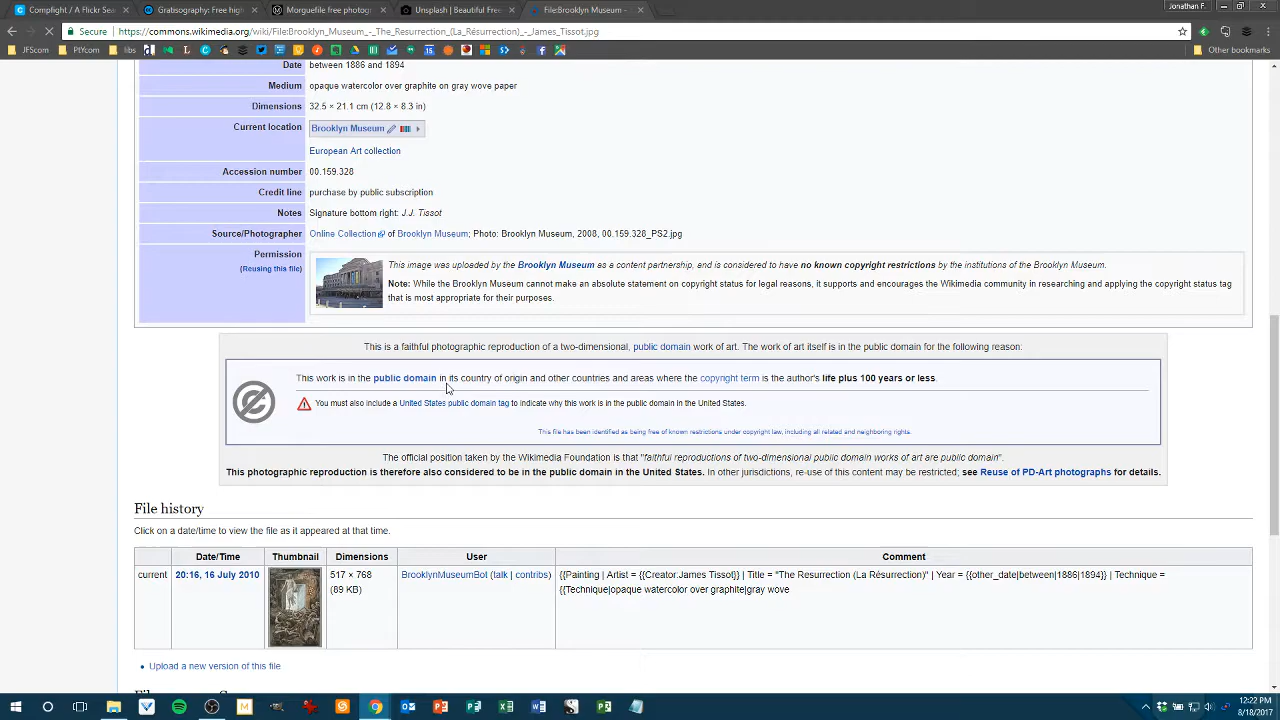 Complfight / A Flickr Sea
Gratisography: Free high
Morguefile free photogr
Unsplash | Beautiful Free
File:Brooklyn Museum -
Jonathan F.
Secure
https://commons.wikimedia.org/wiki/File:Brooklyn_Museum_-_The_Resurrection_(La_Résurrection)_-_James_Tissot.jpg
JFScom
PtYcom
libs
Other bookmarks
Date between 1886 and 1894
Medium opaque watercolor over graphite on gray wove paper
Dimensions 32.5 × 21.1 cm (12.8 × 8.3 in)
Current location Brooklyn Museum
European Art collection
Accession number 00.159.328
Credit line purchase by public subscription
Notes Signature bottom right: J.J. Tissot
Source/Photographer Online Collection of Brooklyn Museum; Photo: Brooklyn Museum, 2008, 00.159.328_PS2.jpg
Permission
(Reusing this file)
This image was uploaded by the Brooklyn Museum as a content partnership, and is considered to have no known copyright restrictions by the institutions of the Brooklyn Museum.
Note: While the Brooklyn Museum cannot make an absolute statement on copyright status for legal reasons, it supports and encourages the Wikimedia community in researching and applying the copyright status tag
that is most appropriate for their purposes.
This is a faithful photographic reproduction of a two-dimensional, public domain work of art. The work of art itself is in the public domain for the following reason:
This work is in the public domain in its country of origin and other countries and areas where the copyright term is the author's life plus 100 years or less.
You must also include a United States public domain tag to indicate why this work is in the public domain in the United States.
This file has been identified as being free of known restrictions under copyright law, including all related and neighboring rights.
The official position taken by the Wikimedia Foundation is that "faithful reproductions of two-dimensional public domain works of art are public domain".
This photographic reproduction is therefore also considered to be in the public domain in the United States. In other jurisdictions, re-use of this content may be restricted; see Reuse of PD-Art photographs for details.
File history
Click on a date/time to view the file as it appeared at that time.
Date/Time Thumbnail Dimensions User Comment
current 20:16, 16 July 2010 517 × 768 BrooklynMuseumBot (talk | contribs) {{Painting | Artist = {{Creator:James Tissot}} | Title = "The Resurrection (La Résurrection)" | Year = {{other_date|between|1886|1894}} | Technique =
(89 KB) {{Technique|opaque watercolor over graphite|gray wove
Upload a new version of this file
12:22 PM
8/18/2017